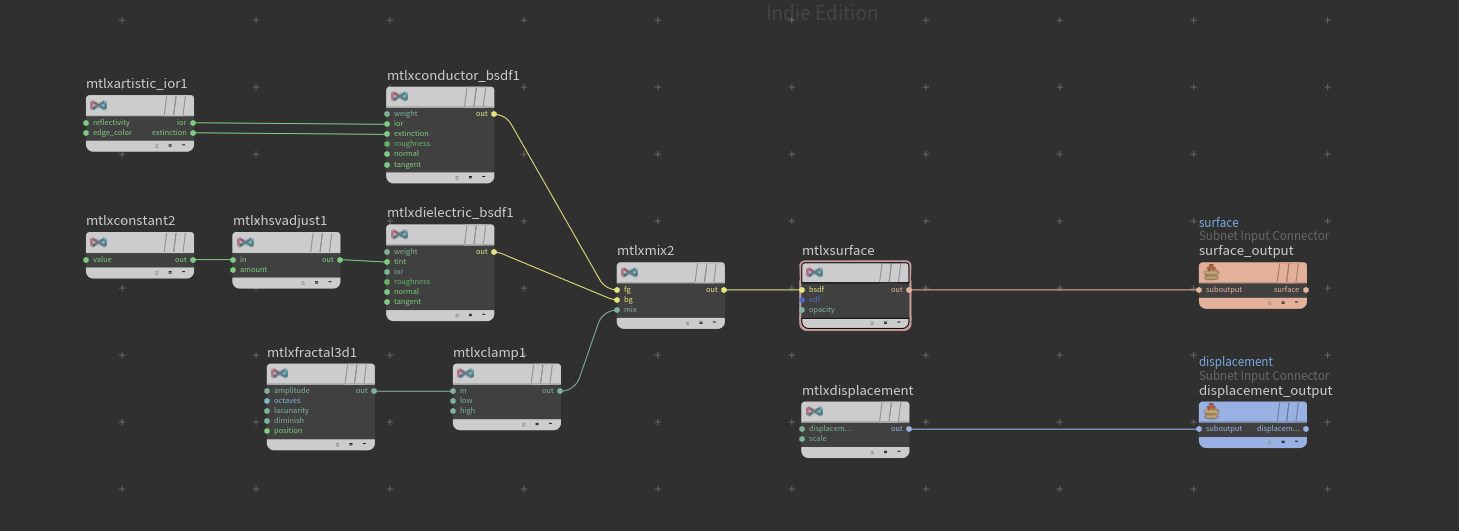 Indie Edition
mtlxartistic_ior1
reflectivity ior
edge_color extinction
mtlxconductor_bsdf1
weight out
ior
extinction
roughness
normal
tangent
mtlxconstant2
value out
mtlxhsvadjust1
in out
amount
mtlxdielectric_bsdf1
weight out
tint
ior
roughness
normal
tangent
mtlxfractal3d1
amplitude out
octaves
lacunarity
diminish
position
mtlxclamp1
in out
low
high
mtlxmix2
fg out
bg
mix
mtlxsurface
bsdf out
edf
opacity
surface
Subnet Input Connector
surface_output
suboutput surface
mtlxdisplacement
displacem... out
scale
displacement
Subnet Input Connector
displacement_output
suboutput displacem...